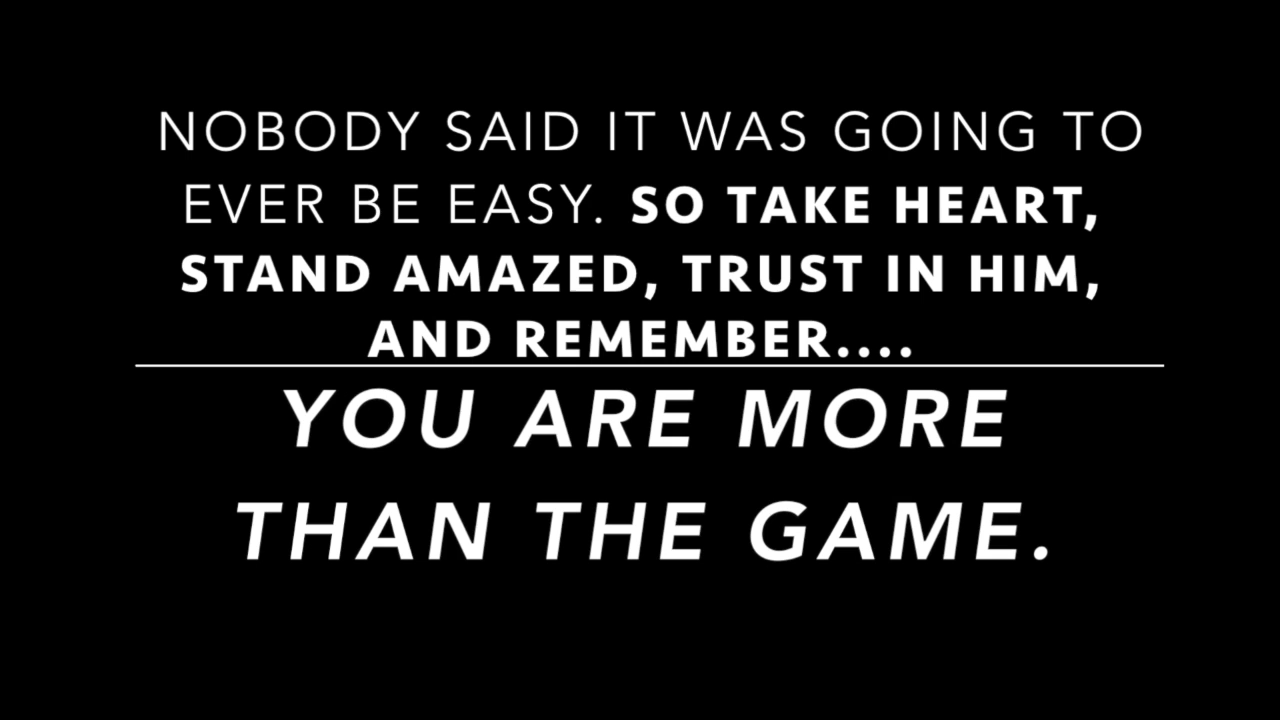 NOBODY SAID IT WAS GOING TO
EVER BE EASY. SO TAKE HEART,
STAND AMAZED, TRUST IN HIM,
AND REMEMBER....
YOU ARE MORE
THAN THE GAME.